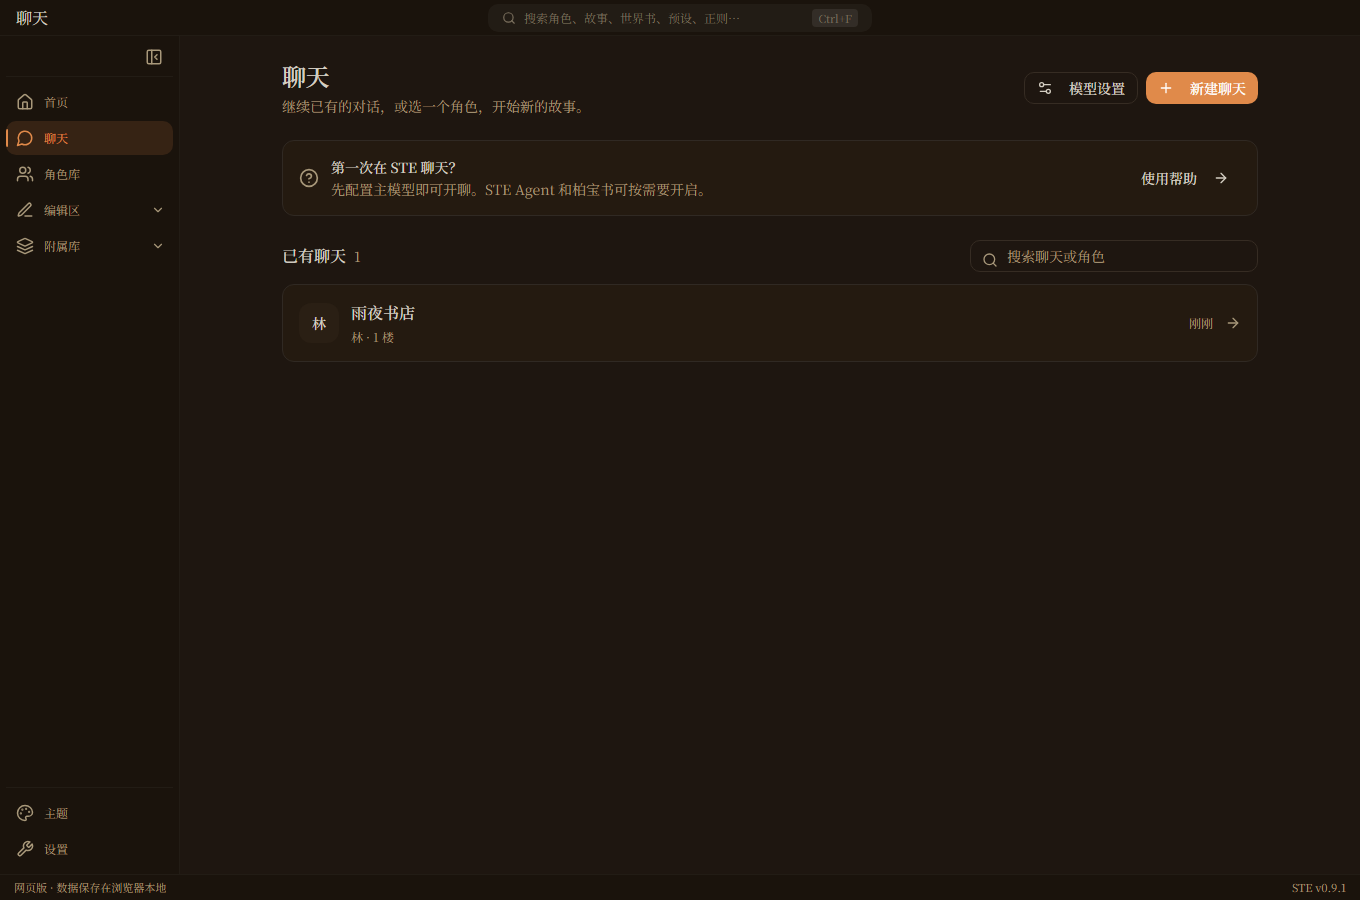 聊天
搜索角色、故事、世界书、预设、正则…
Ctrl+F
首页
聊天
角色库
编辑区
附属库
主题
设置
聊天
继续已有的对话，或选一个角色，开始新的故事。
模型设置
新建聊天
第一次在 STE 聊天？
先配置主模型即可开聊。STE Agent 和柏宝书可按需要开启。
使用帮助
已有聊天 1
搜索聊天或角色
林
雨夜书店
林 · 1 楼
刚刚
网页版 · 数据保存在浏览器本地
STE v0.9.1